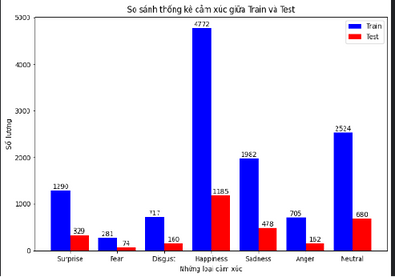 So sánh thống kê cảm xúc giữa Train và Test
Train
Test
5000
4000
3000
2000
1000
0
Số lượng
1290
329
281
74
717
160
4772
1185
1982
478
705
162
2524
680
Surprise
Fear
Disgust
Happiness
Sadness
Anger
Neutral
Những loại cảm xúc